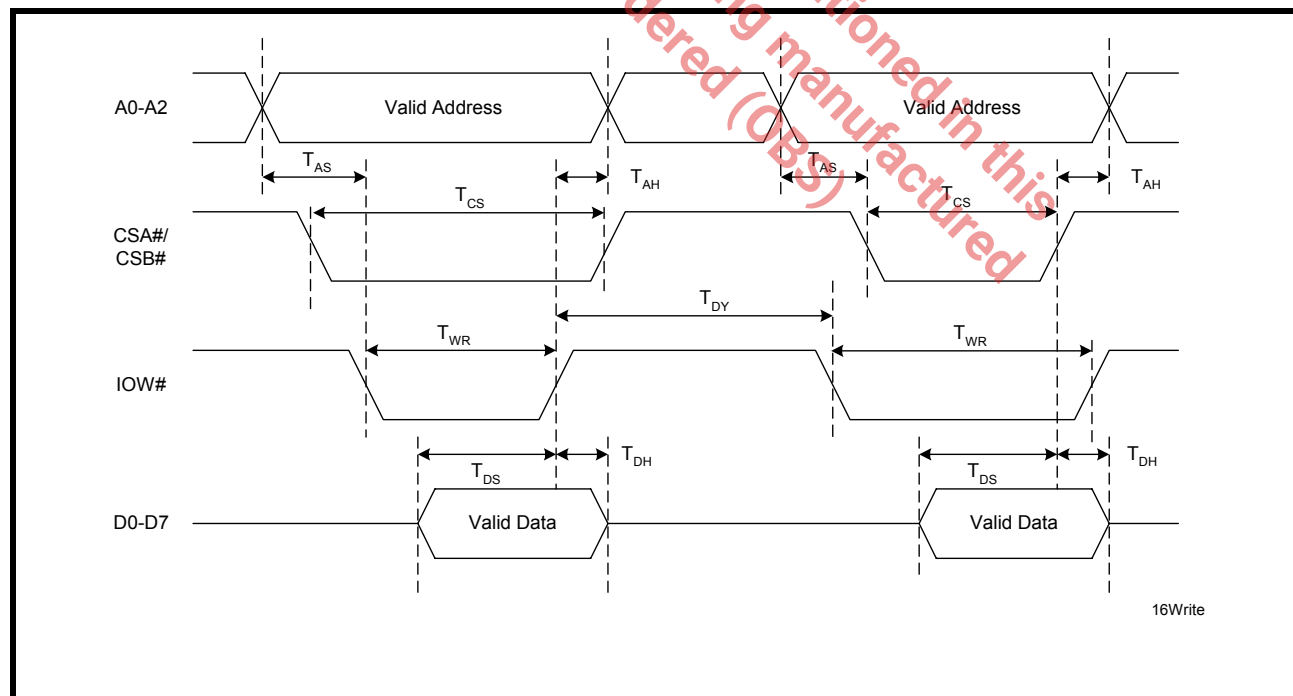 tioned in this
ng manufactured
dered (OBS)
A0-A2
Valid Address
Valid Address
TAS
TAH
TAS
TAH
TCS
TCS
CSA#/
CSB#
TDY
TWR
TWR
IOW#
TDS
TDH
TDS
TDH
D0-D7
Valid Data
Valid Data
16Write